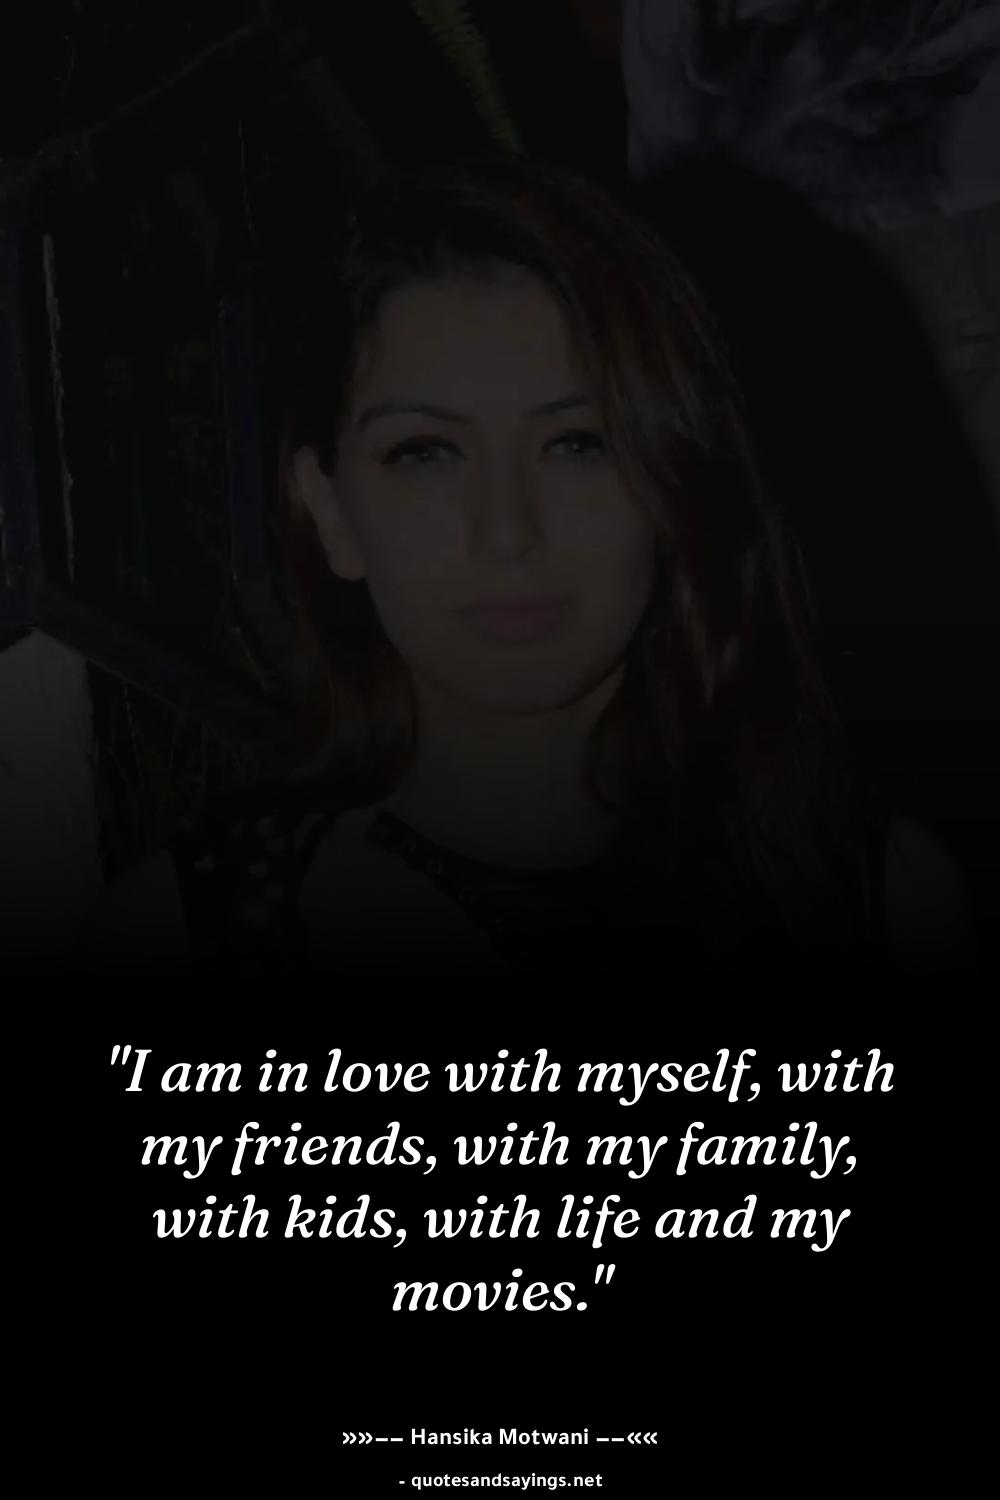 "I am in love with myself, with
my friends, with my family,
with kids, with life and my
movies."
»»-- Hansika Motwani --««
- quotesandsayings.net